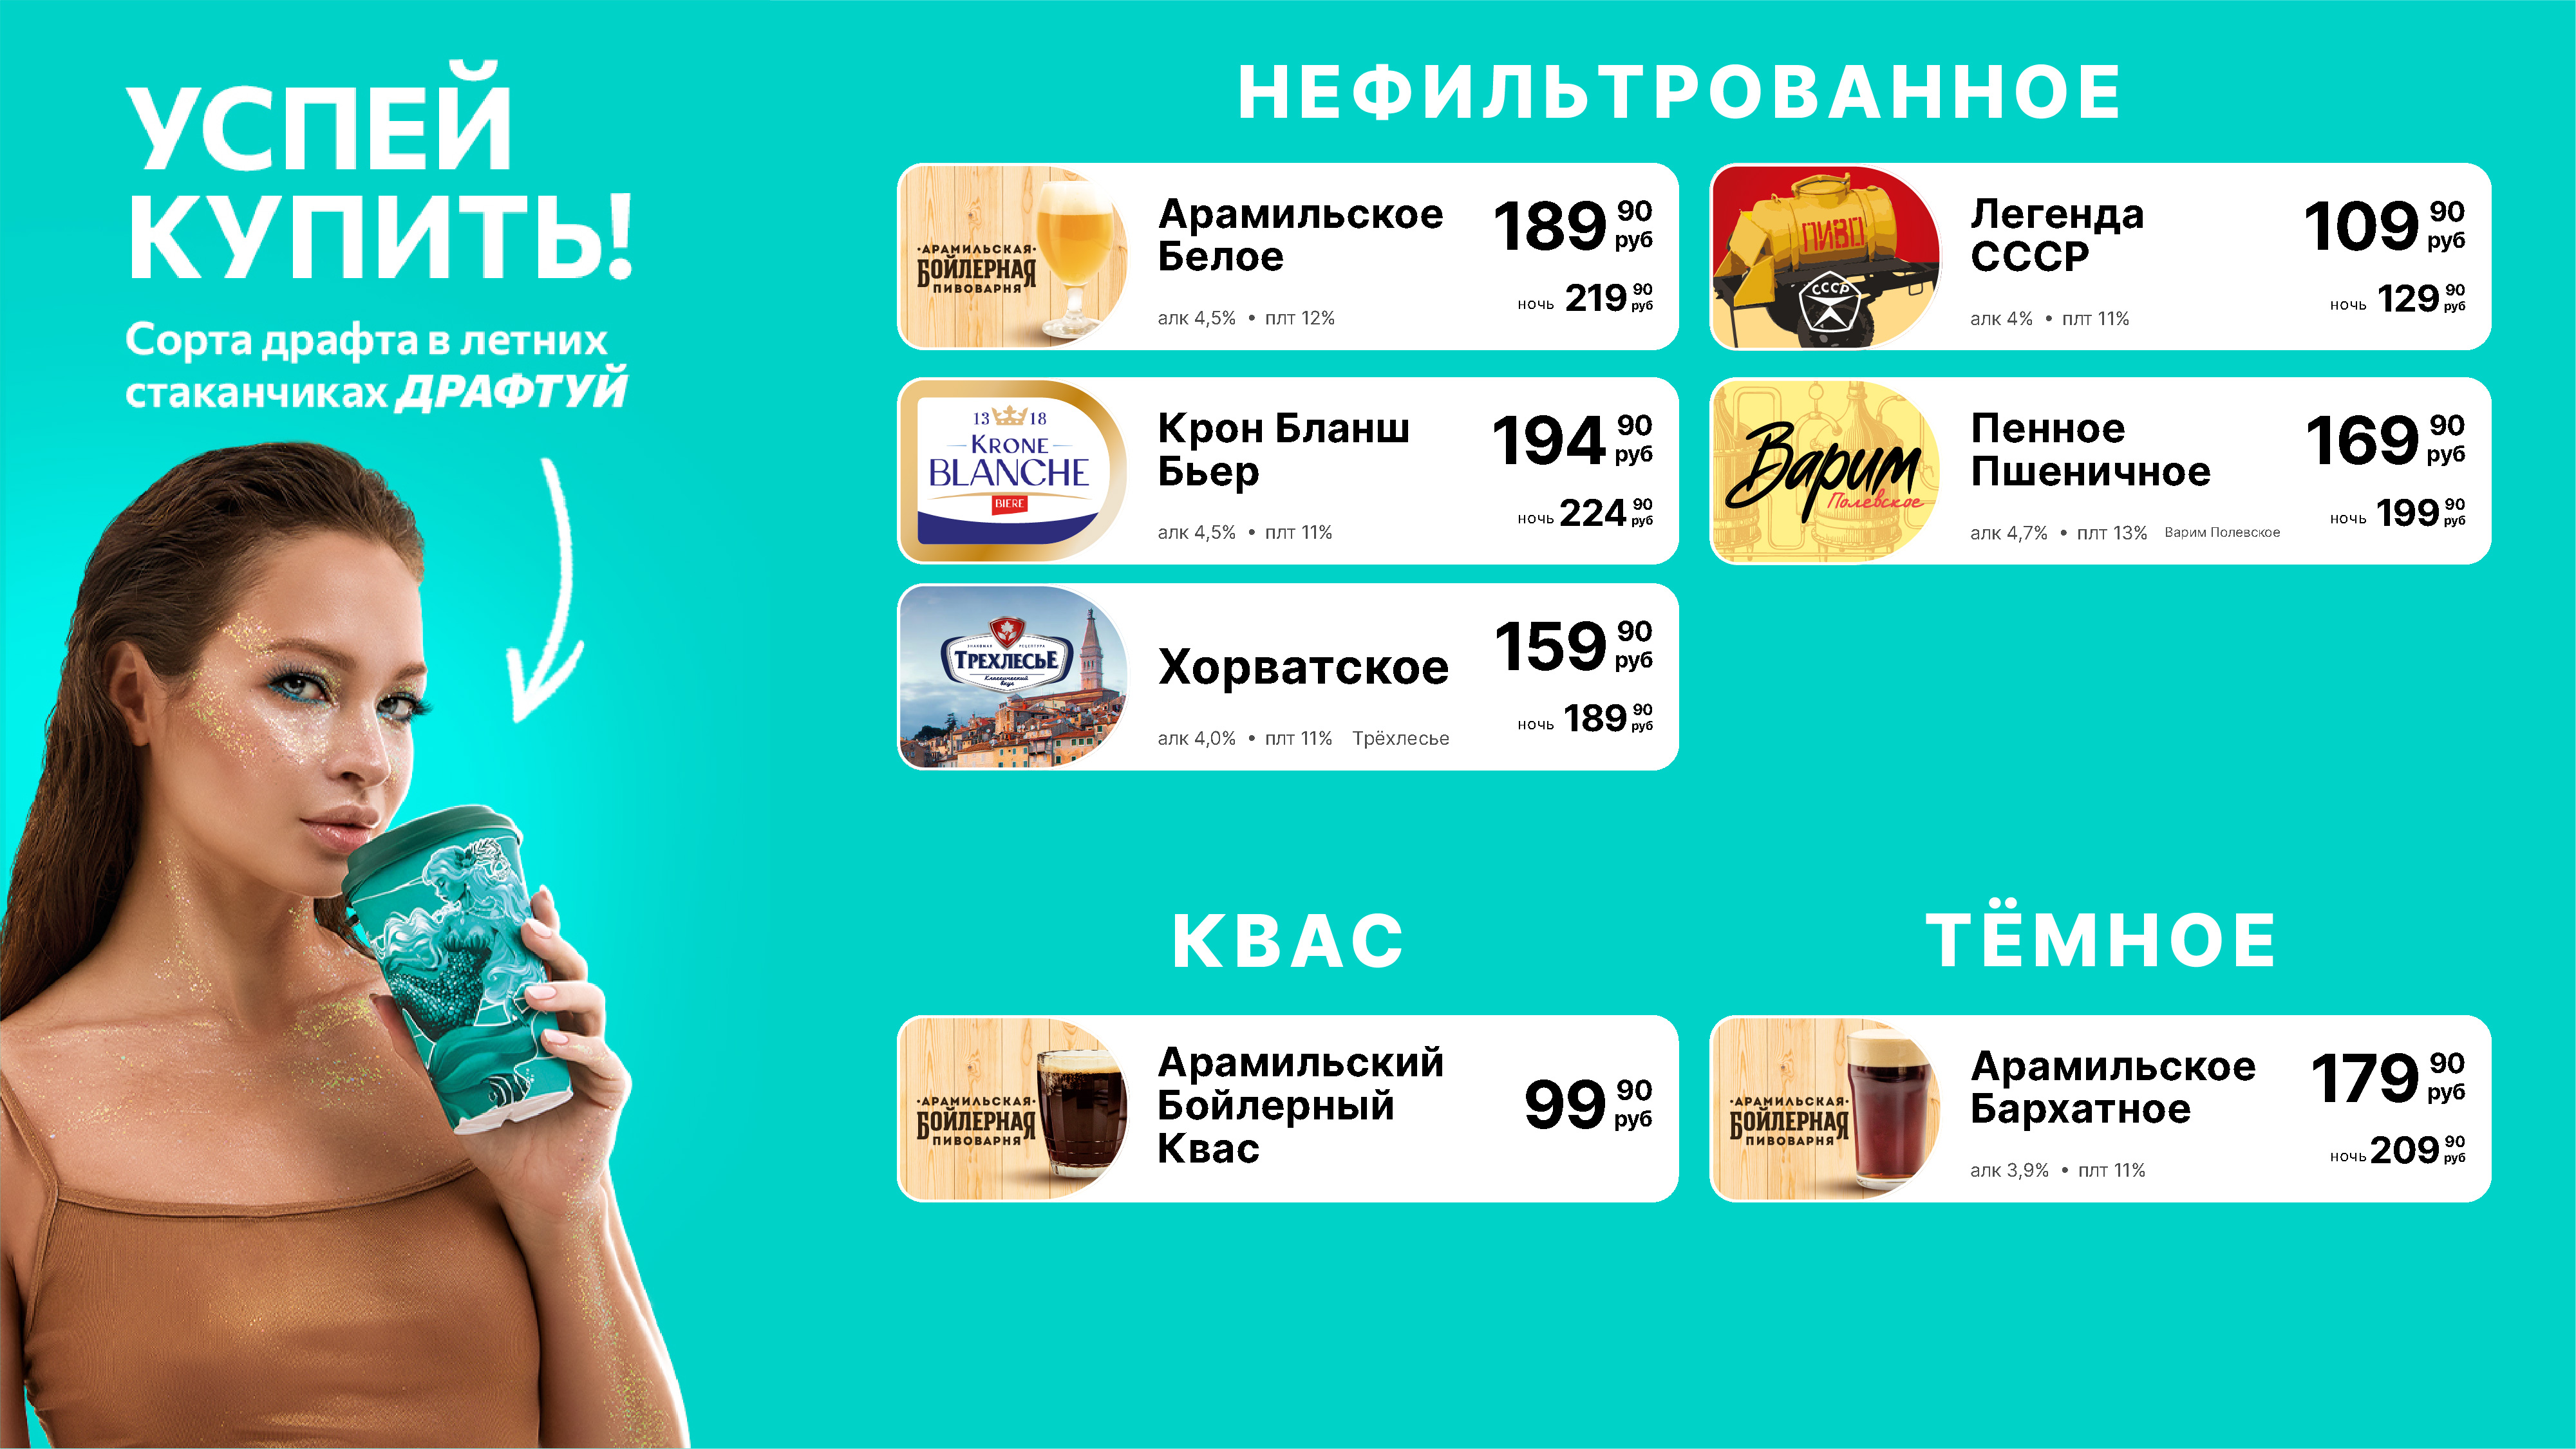 УСПЕЙ
КУПИТЬ!
Сорта драфта в летних
стаканчиках ДРАФТУЙ
НЕФИЛЬТРОВАННОЕ
•АРАМИЛЬСКАЯ•
БОЙЛЕРНАЯ
ПИВОВАРНЯ
Арамильское
Белое
алк 4,5% • плт 12%
189 90 руб
ночь 219 90 руб
ПИВО
СССР
Легенда
СССР
алк 4% • плт 11%
109 90 руб
ночь 129 90 руб
13 18
KRONE
BLANCHE
BIERE
Крон Бланш
Бьер
алк 4,5% • плт 11%
194 90 руб
ночь 224 90 руб
Варим
Полевское
Пенное
Пшеничное
алк 4,7% • плт 13% Варим Полевское
169 90 руб
ночь 199 90 руб
ЗНАКОМАЯ РЕЦЕПТУРА
ТРЕХЛЕСЬЕ
Классический
вкус
Хорватское
алк 4,0% • плт 11% Трёхлесье
159 90 руб
ночь 189 90 руб
КВАС
•АРАМИЛЬСКАЯ•
БОЙЛЕРНАЯ
ПИВОВАРНЯ
Арамильский
Бойлерный
Квас
99 90 руб
ТЁМНОЕ
•АРАМИЛЬСКАЯ•
БОЙЛЕРНАЯ
ПИВОВАРНЯ
Арамильское
Бархатное
алк 3,9% • плт 11%
179 90 руб
ночь 209 90 руб